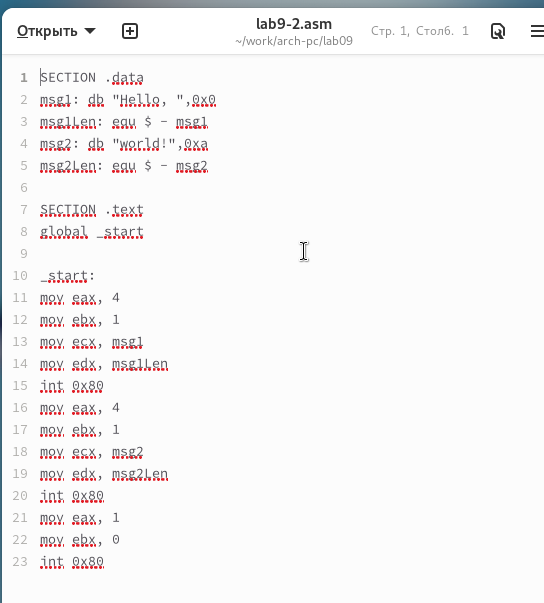 Открыть
lab9-2.asm
~/work/arch-pc/lab09
Стр. 1, Столб. 1
1 SECTION .data
2 msg1: db "Hello, ",0x0
3 msg1Len: equ $ - msg1
4 msg2: db "world!",0xa
5 msg2Len: equ $ - msg2
6
7 SECTION .text
8 global _start
9
10 _start:
11 mov eax, 4
12 mov ebx, 1
13 mov ecx, msg1
14 mov edx, msg1Len
15 int 0x80
16 mov eax, 4
17 mov ebx, 1
18 mov ecx, msg2
19 mov edx, msg2Len
20 int 0x80
21 mov eax, 1
22 mov ebx, 0
23 int 0x80